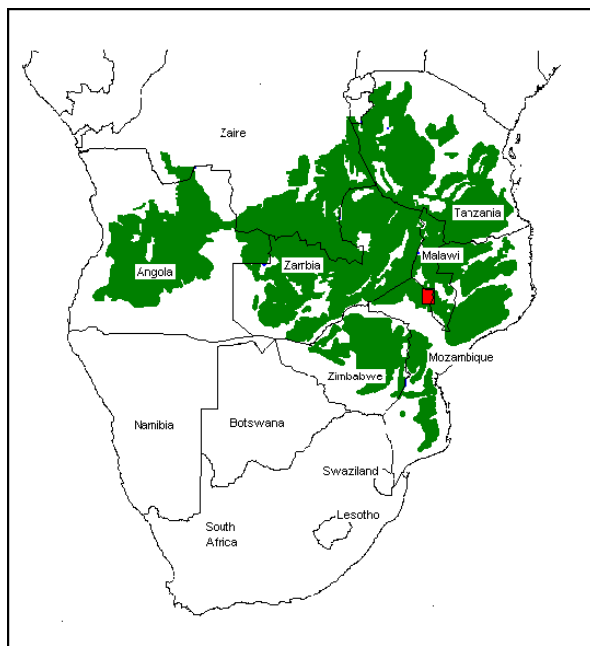 Zaire
Tanzania
Malawi
Angola
Zambia
Mozambique
Zimbabwe
Namibia
Botswana
Swaziland
Lesotho
South
Africa